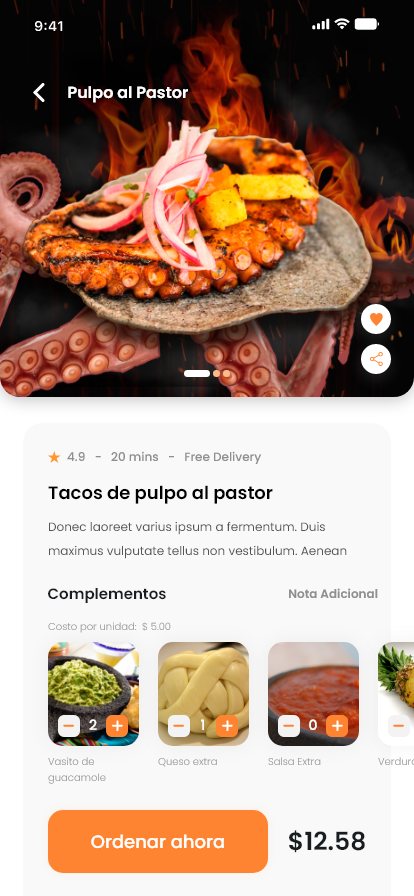 9:41
Pulpo al Pastor
4.9 - 20 mins - Free Delivery
Tacos de pulpo al pastor
Donec laoreet varius ipsum a fermentum. Duis
maximus vulputate tellus non vestibulum. Aenean
Complementos Nota Adicional
Costo por unidad: $ 5.00
2 1 0
Vasito de guacamole
Queso extra
Salsa Extra
Ordenar ahora $12.58